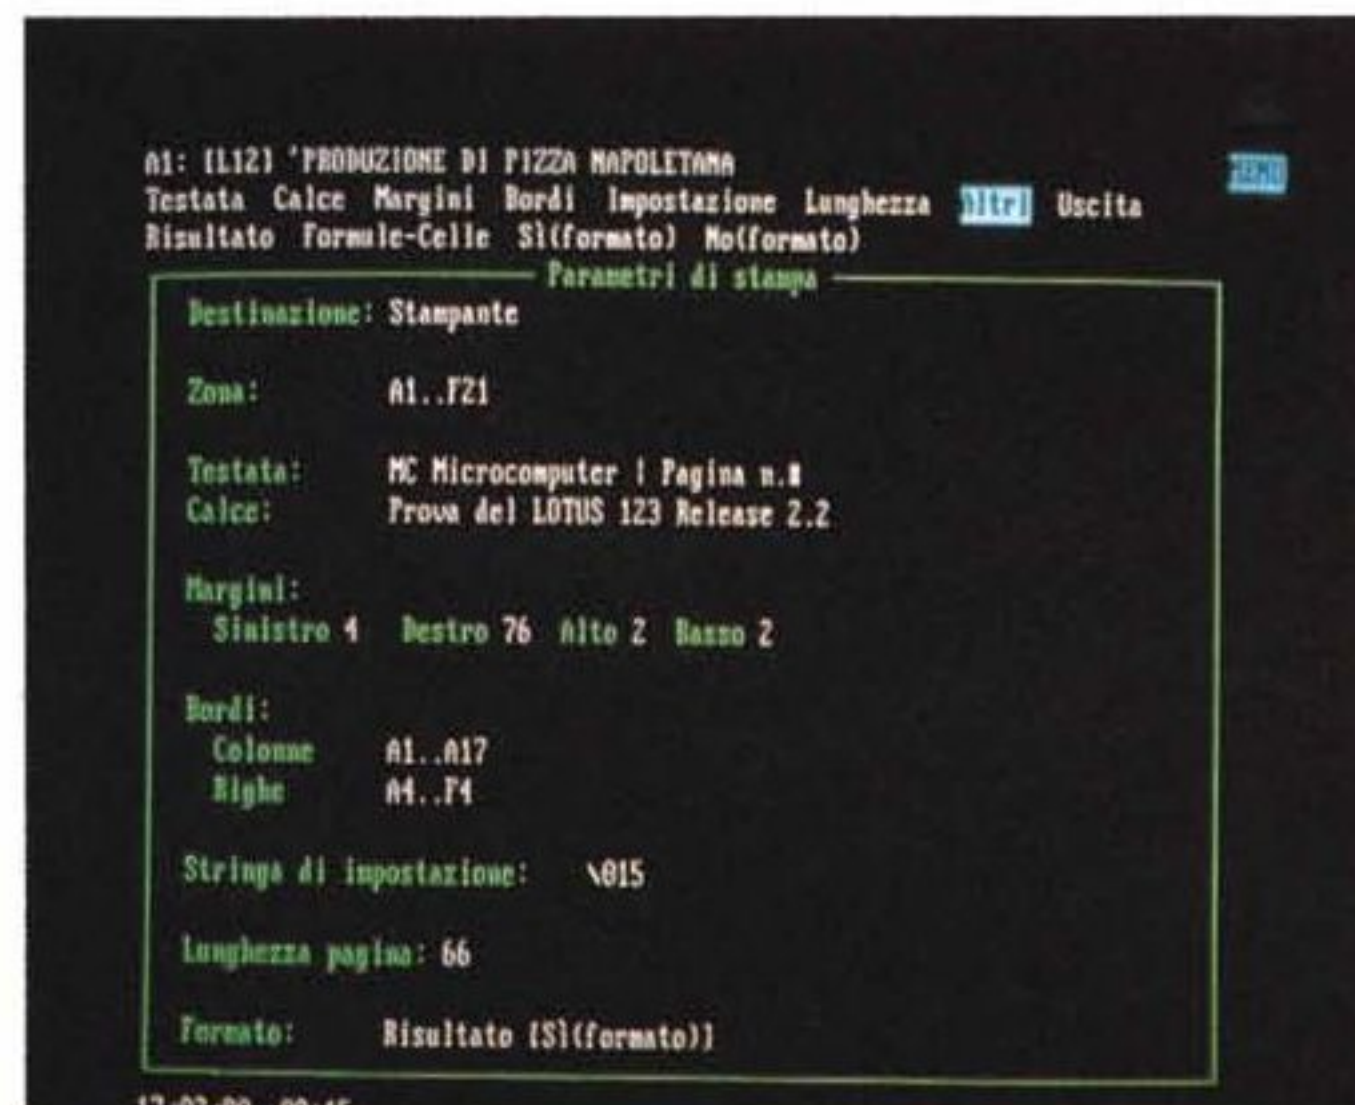 A1: [L12] 'PRODUZIONE DI PIZZA NAPOLETANA MENU
Testata Calce Margini Bordi Impostazione Lunghezza Altri Uscita
Risultato Formule-Celle Sì(formato) No(formato)
Parametri di stampa
Destinazione: Stampante
Zona: A1..F21
Testata: MC Microcomputer | Pagina n.#
Calce: Prova del LOTUS 123 Release 2.2
Margini:
Sinistro 4 Destro 76 Alto 2 Basso 2
Bordi:
Colonne A1..A17
Righe A4..F4
Stringa di impostazione: \015
Lunghezza pagina: 66
Formato: Risultato [Sì(formato)]